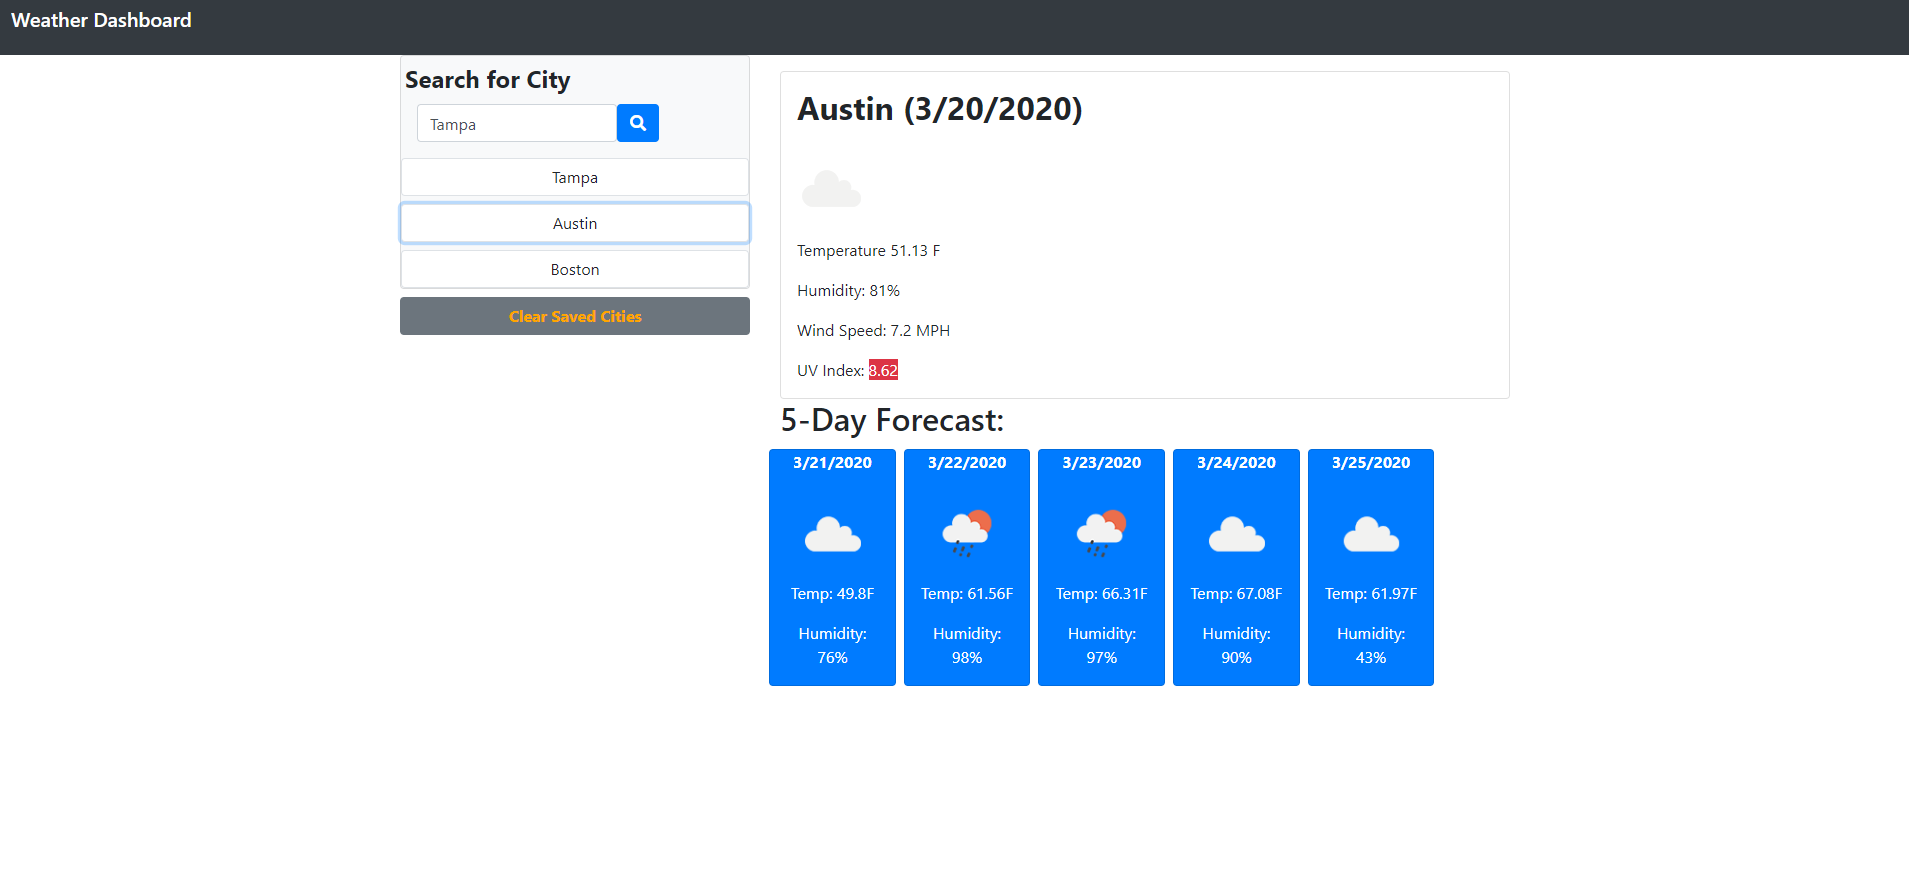 Weather Dashboard
Search for City
Tampa
Tampa
Austin
Boston
Clear Saved Cities
Austin (3/20/2020)
Temperature 51.13 F
Humidity: 81%
Wind Speed: 7.2 MPH
UV Index: 8.62
5-Day Forecast:
3/21/2020
Temp: 49.8F
Humidity:
76%
3/22/2020
Temp: 61.56F
Humidity:
98%
3/23/2020
Temp: 66.31F
Humidity:
97%
3/24/2020
Temp: 67.08F
Humidity:
90%
3/25/2020
Temp: 61.97F
Humidity:
43%